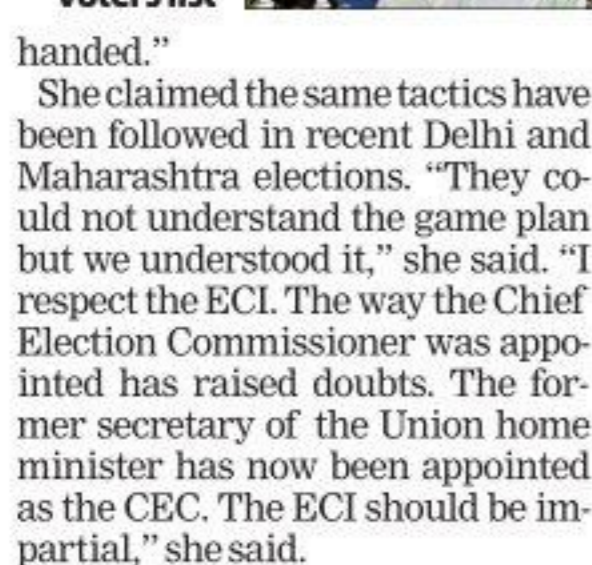 voter's list
handed.”
She claimed the same tactics have
been followed in recent Delhi and
Maharashtra elections. “They co-
uld not understand the game plan
but we understood it,” she said. “I
respect the ECI. The way the Chief
Election Commissioner was appo-
inted has raised doubts. The for-
mer secretary of the Union home
minister has now been appointed
as the CEC. The ECI should be im-
partial,” she said.